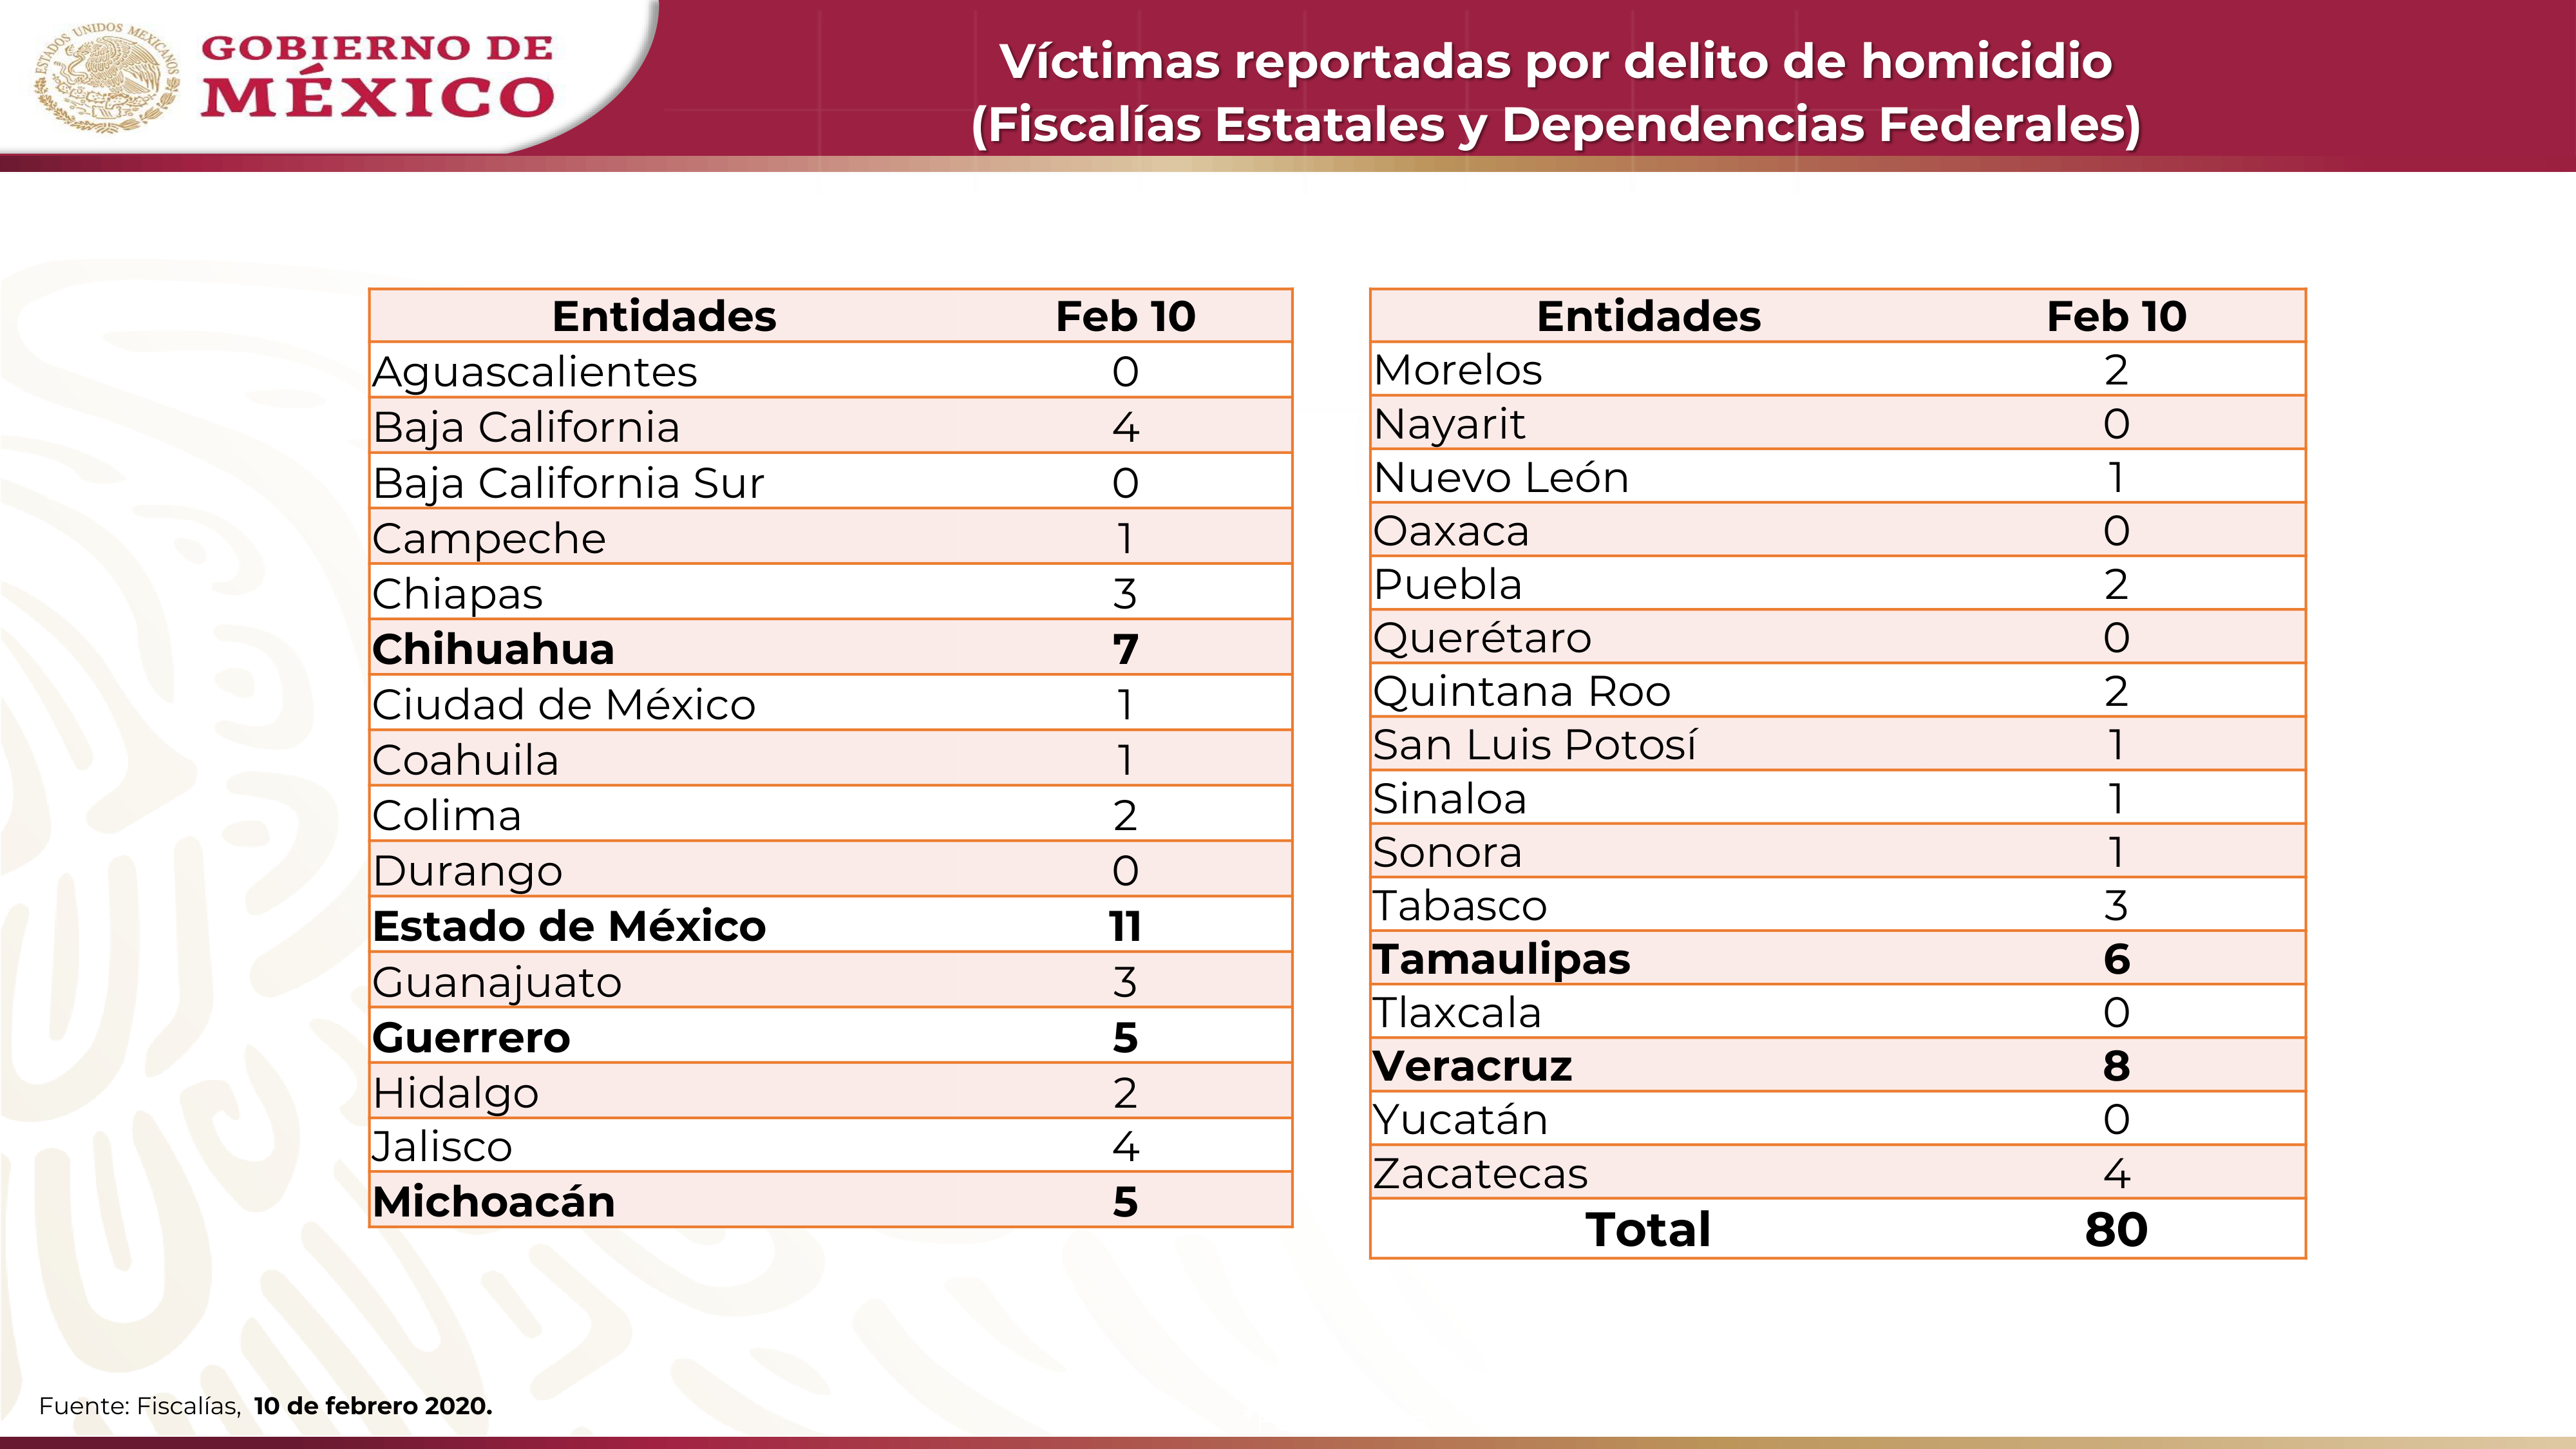 ESTADOS UNIDOS MEXICANOS
GOBIERNO DE
MÉXICO
Víctimas reportadas por delito de homicidio
(Fiscalías Estatales y Dependencias Federales)
Entidades Feb 10
Aguascalientes 0
Baja California 4
Baja California Sur 0
Campeche 1
Chiapas 3
Chihuahua 7
Ciudad de México 1
Coahuila 1
Colima 2
Durango 0
Estado de México 11
Guanajuato 3
Guerrero 5
Hidalgo 2
Jalisco 4
Michoacán 5
Entidades Feb 10
Morelos 2
Nayarit 0
Nuevo León 1
Oaxaca 0
Puebla 2
Querétaro 0
Quintana Roo 2
San Luis Potosí 1
Sinaloa 1
Sonora 1
Tabasco 3
Tamaulipas 6
Tlaxcala 0
Veracruz 8
Yucatán 0
Zacatecas 4
Total 80
Fuente: Fiscalías, 10 de febrero 2020.